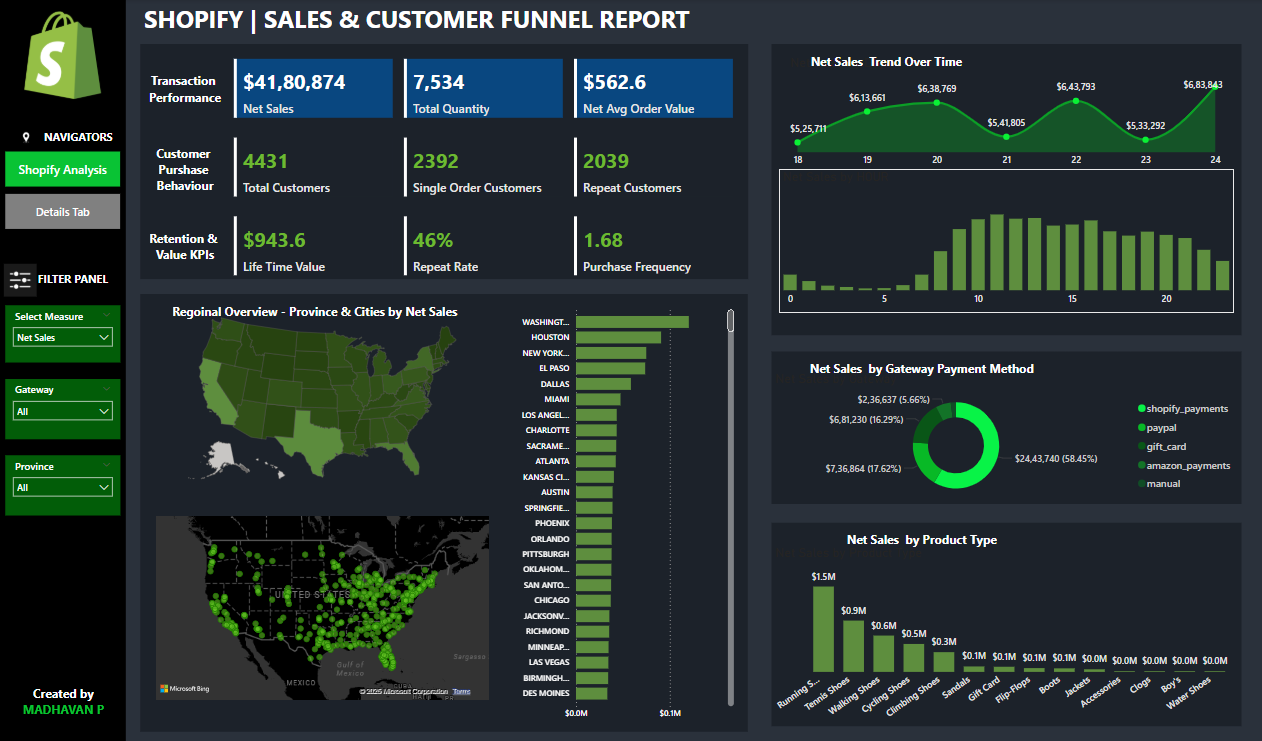 SHOPIFY | SALES & CUSTOMER FUNNEL REPORT
NAVIGATORS
Shopify Analysis
Details Tab
FILTER PANEL
Select Measure
Net Sales
Gateway
All
Province
All
Created by
MADHAVAN P
Transaction
Performance
$41,80,874
Net Sales
7,534
Total Quantity
$562.6
Net Avg Order Value
Customer
Purshase
Behaviour
4431
Total Customers
2392
Single Order Customers
2039
Repeat Customers
Retention &
Value KPIs
$943.6
Life Time Value
46%
Repeat Rate
1.68
Purchase Frequency
Regoinal Overview - Province & Cities by Net Sales
UNITED STATES
MEXICO
Gulf of
Mexico
Sargasso
CUBA
Microsoft Bing
© 2025 Microsoft Corporation Terms
WASHINGT...
HOUSTON
NEW YORK...
EL PASO
DALLAS
MIAMI
LOS ANGEL...
CHARLOTTE
SACRAME...
ATLANTA
KANSAS CI...
AUSTIN
SPRINGFIE...
PHOENIX
ORLANDO
PITTSBURGH
OKLAHOM...
SAN ANTO...
CHICAGO
JACKSONV...
RICHMOND
MINNEAP...
LAS VEGAS
BIRMINGH...
DES MOINES
$0.0M $0.1M
Net Sales Trend Over Time
$5,25,711 $6,13,661 $6,38,769 $5,41,805 $6,43,793 $5,33,292 $6,83,843
18 19 20 21 22 23 24
0 5 10 15 20
Net Sales by Gateway Payment Method
$2,36,637 (5.66%)
$6,81,230 (16.29%)
$7,36,864 (17.62%)
$24,43,740 (58.45%)
shopify_payments
paypal
gift_card
amazon_payments
manual
Net Sales by Product Type
$1.5M $0.9M $0.6M $0.5M $0.3M $0.1M $0.1M $0.1M $0.1M $0.0M $0.0M $0.0M $0.0M $0.0M
Running S... Tennis Shoes Walking Shoes Cycling Shoes Climbing Shoes Sandals Gift Card Flip-Flops Boots Jackets Accessories Clogs Boy's Water Shoes